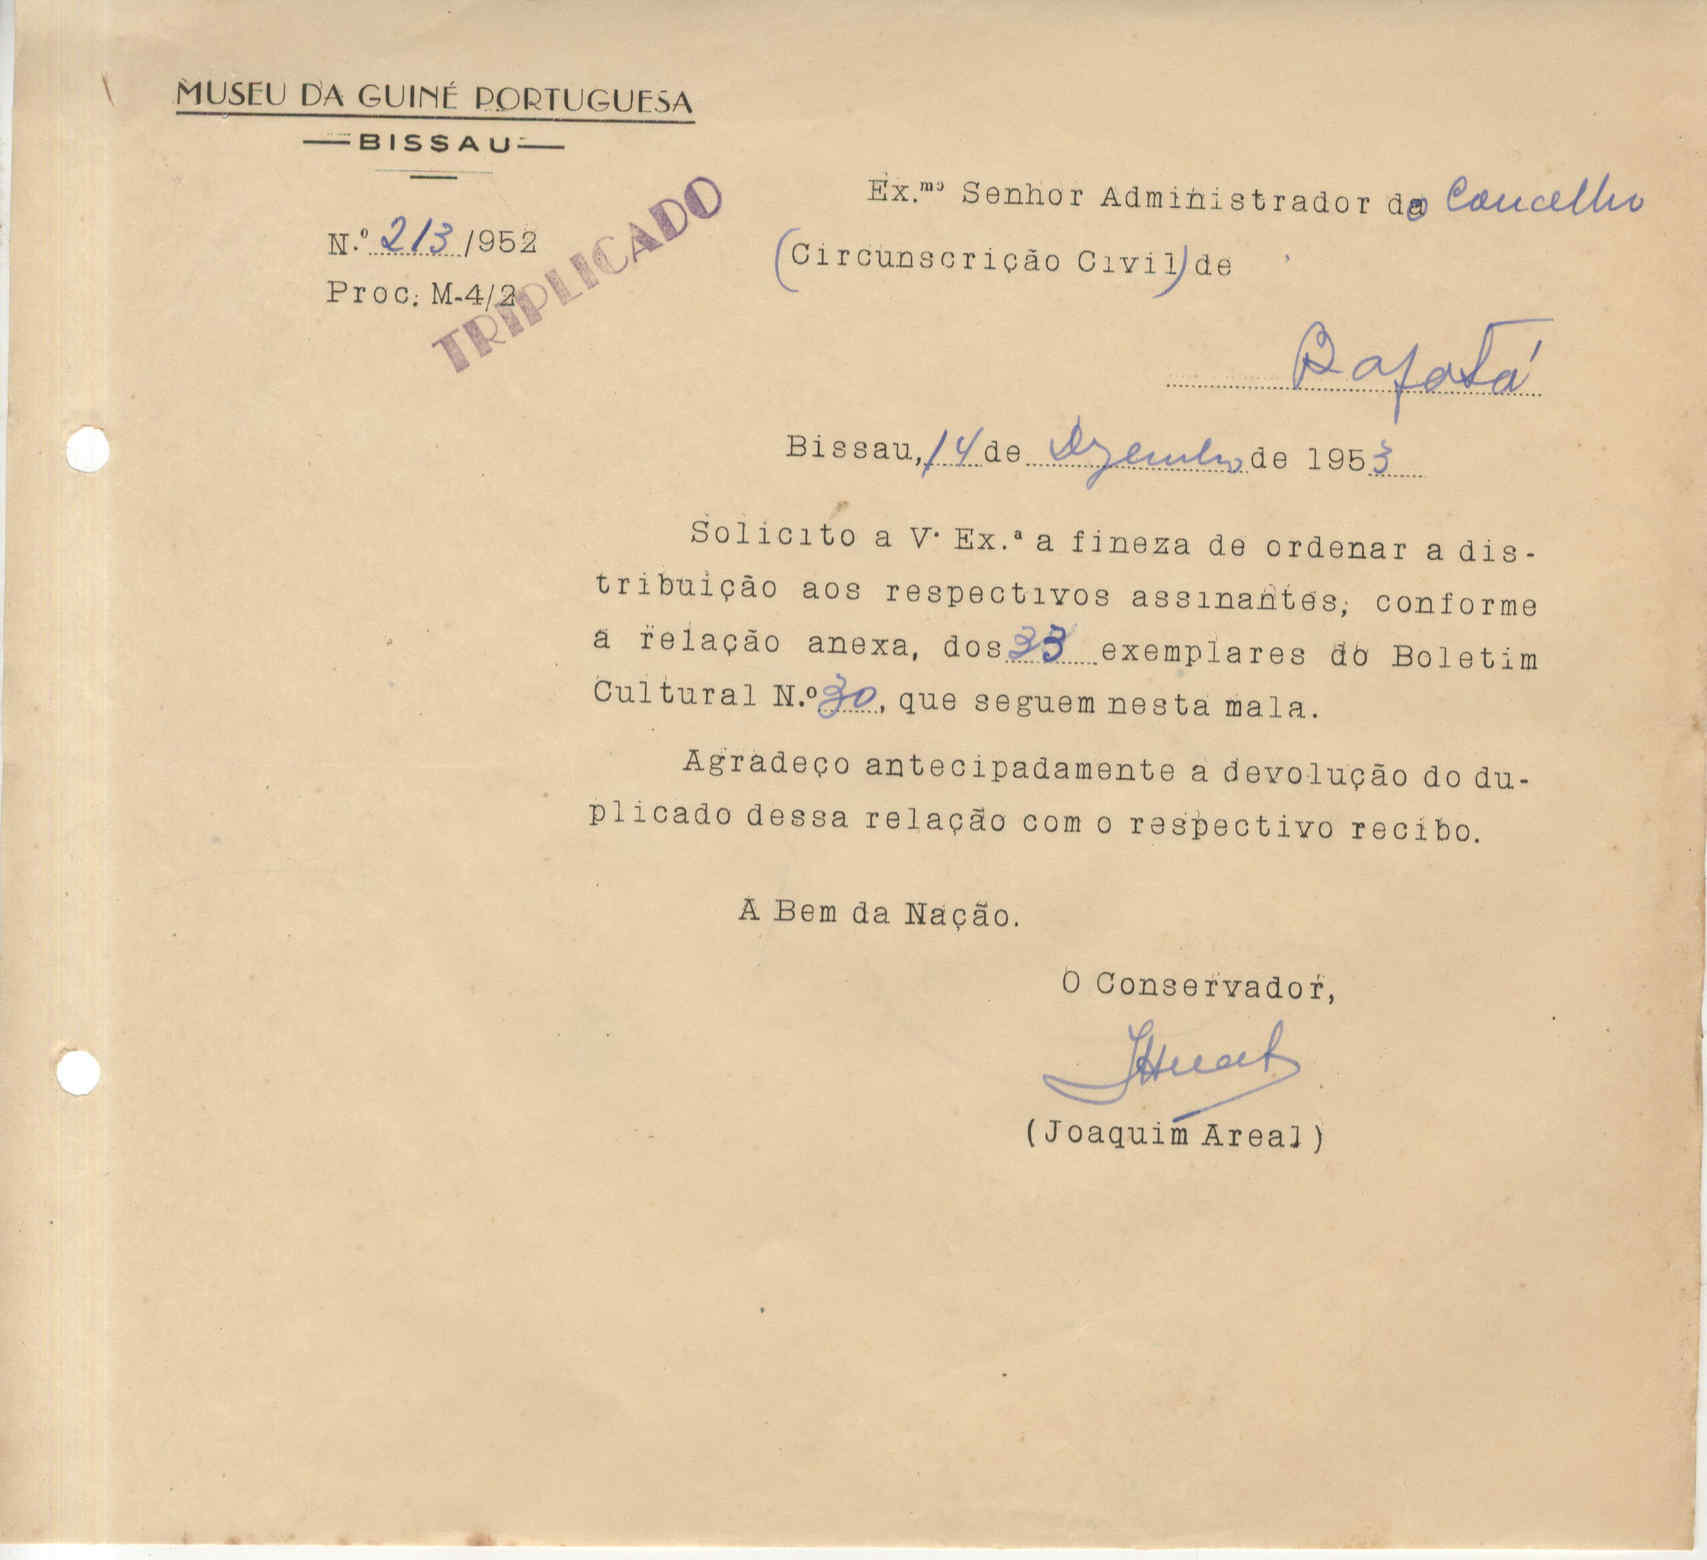 MUSEU DA GUINÉ PORTUGUESA
BISSAU
N.º 213/952
Proc. M-4/2
TRIPLICADO
Ex.mo Senhor Administrador do Concelho
(Circunscrição Civil) de
Bafatá
Bissau, 14 de Dezembro de 1953
Solicito a V. Ex.ª a fineza de ordenar a dis-
tribuição aos respectivos assinantes, conforme
a relação anexa, dos 33 exemplares do Boletim
Cultural N.º 30, que seguem nesta mala.
Agradeço antecipadamente a devolução do du-
plicado dessa relação com o respectivo recibo.
A Bem da Nação.
O Conservador,
(Joaquim Areal)